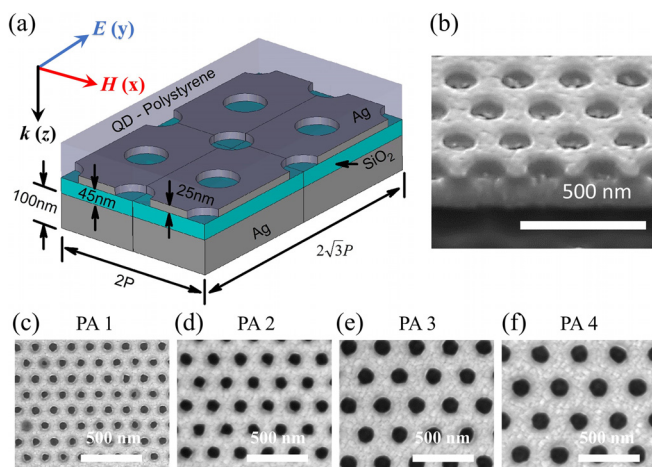 (a)
E (y)
H (x)
k (z)
QD - Polystyrene
Ag
SiO₂
25nm
45nm
100nm
Ag
2P
2√3P
(b)
500 nm
(c) PA 1
500 nm
(d) PA 2
500 nm
(e) PA 3
500 nm
(f) PA 4
500 nm